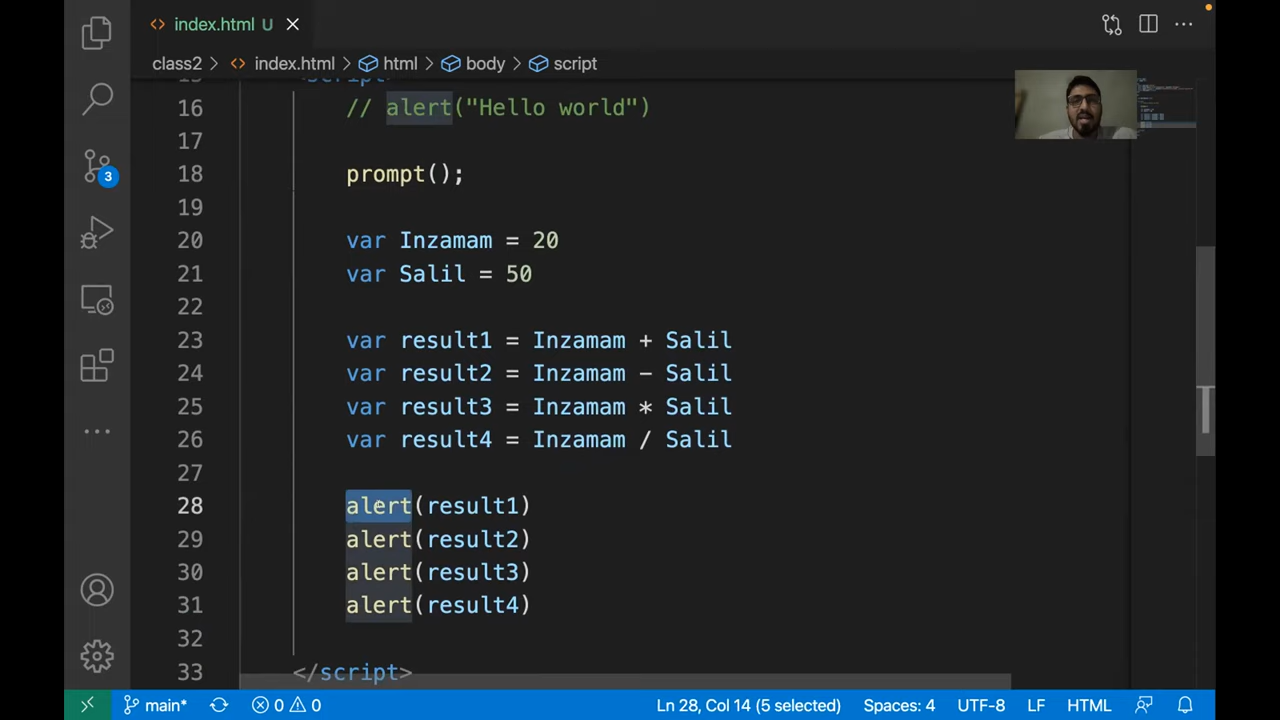 index.html U
class2 > index.html > html > body > script
<script>
16 // alert("Hello world")
17
18 prompt();
19
20 var Inzamam = 20
21 var Salil = 50
22
23 var result1 = Inzamam + Salil
24 var result2 = Inzamam - Salil
25 var result3 = Inzamam * Salil
26 var result4 = Inzamam / Salil
27
28 alert(result1)
29 alert(result2)
30 alert(result3)
31 alert(result4)
32
33 </script>
3
main* 0 0 Ln 28, Col 14 (5 selected) Spaces: 4 UTF-8 LF HTML